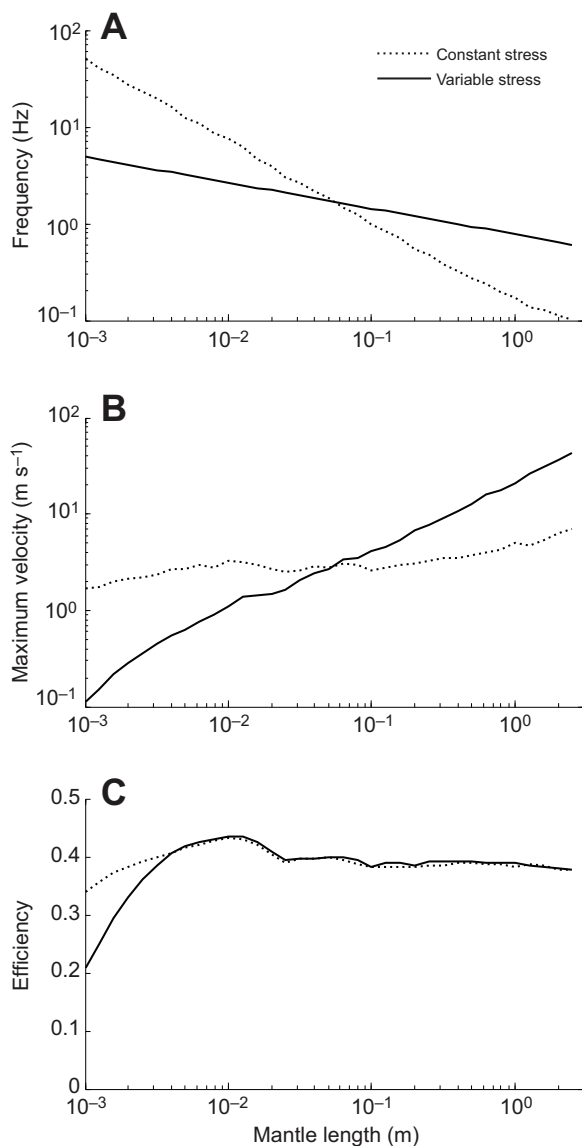 A
10²
Constant stress
Variable stress
10¹
Frequency (Hz)
10⁰
10⁻¹
10⁻³ 10⁻² 10⁻¹ 10⁰
B
10²
10¹
Maximum velocity (m s⁻¹)
10⁰
10⁻¹
10⁻³ 10⁻² 10⁻¹ 10⁰
C
0.5
0.4
0.3
Efficiency
0.2
0.1
0
10⁻³ 10⁻² 10⁻¹ 10⁰
Mantle length (m)